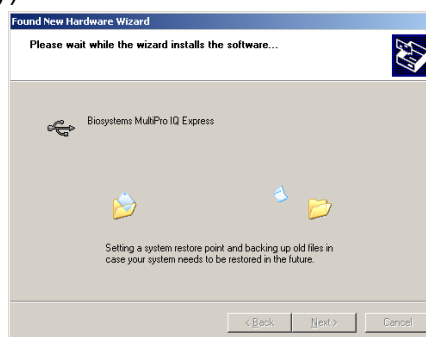 Found New Hardware Wizard
Please wait while the wizard installs the software...
Biosystems MultiPro IQ Express
Setting a system restore point and backing up old files in
case your system needs to be restored in the future.
< Back Next > Cancel